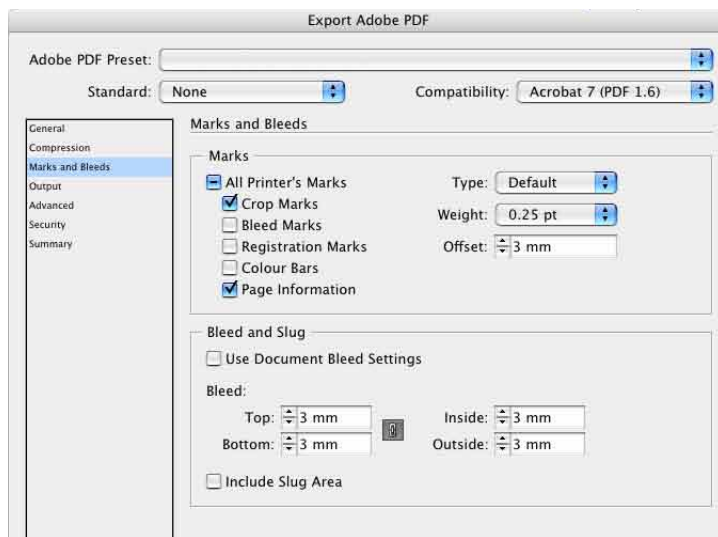 Export Adobe PDF
Adobe PDF Preset:
Standard: None Compatibility: Acrobat 7 (PDF 1.6)
General
Compression
Marks and Bleeds
Output
Advanced
Security
Summary
Marks and Bleeds
Marks
All Printer's Marks
Crop Marks
Bleed Marks
Registration Marks
Colour Bars
Page Information
Type: Default
Weight: 0.25 pt
Offset: 3 mm
Bleed and Slug
Use Document Bleed Settings
Bleed:
Top: 3 mm Inside: 3 mm
Bottom: 3 mm Outside: 3 mm
Include Slug Area